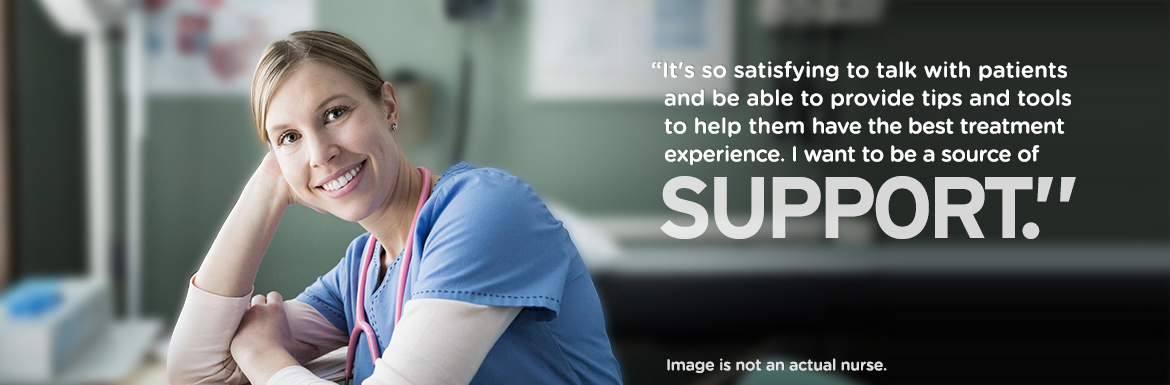 “It's so satisfying to talk with patients
and be able to provide tips and tools
to help them have the best treatment
experience. I want to be a source of
SUPPORT."
Image is not an actual nurse.